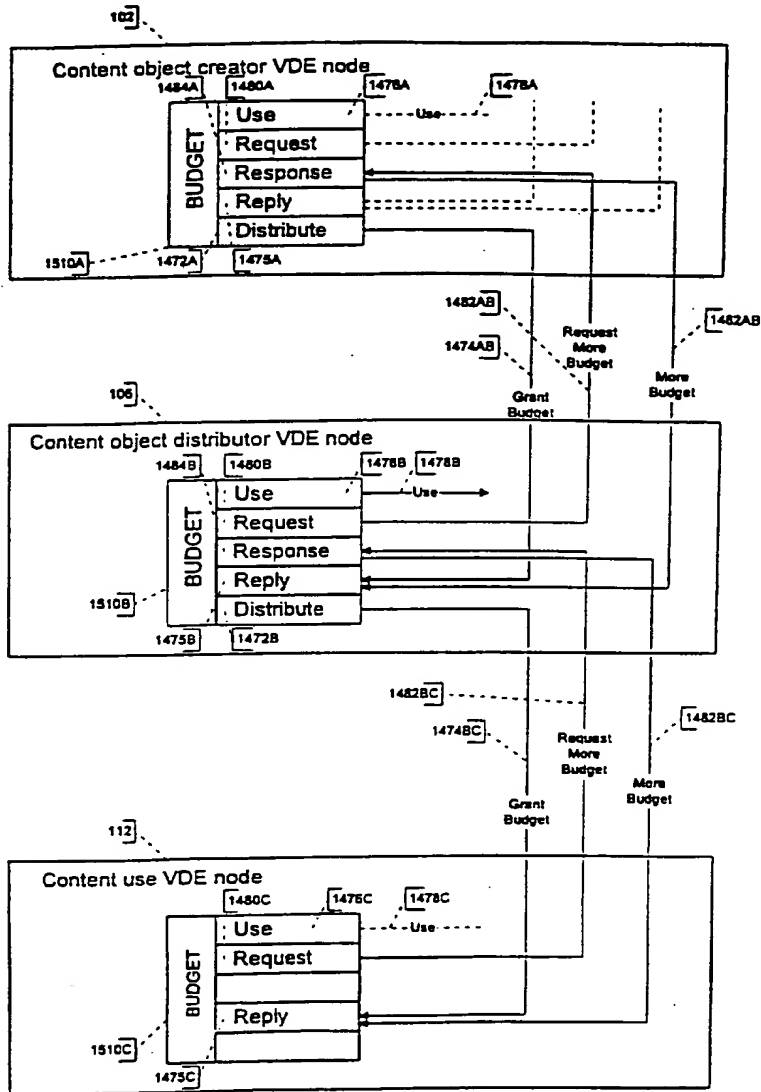 102
Content object creator VDE node
1484A 1480A 1476A 1478A
BUDGET
Use
Use
Request
Response
Reply
Distribute
1510A 1472A 1475A
1482AB
1482AB
1474AB
Request More Budget
More Budget
Grant Budget
106
Content object distributor VDE node
1484B 1480B 1476B 1478B
BUDGET
Use
Use
Request
Response
Reply
Distribute
1510B
1475B 1472B
1482BC
1482BC
1474BC
Request More Budget
More Budget
Grant Budget
112
Content use VDE node
1480C 1476C 1478C
BUDGET
Use
Use
Request
Reply
1510C
1475C